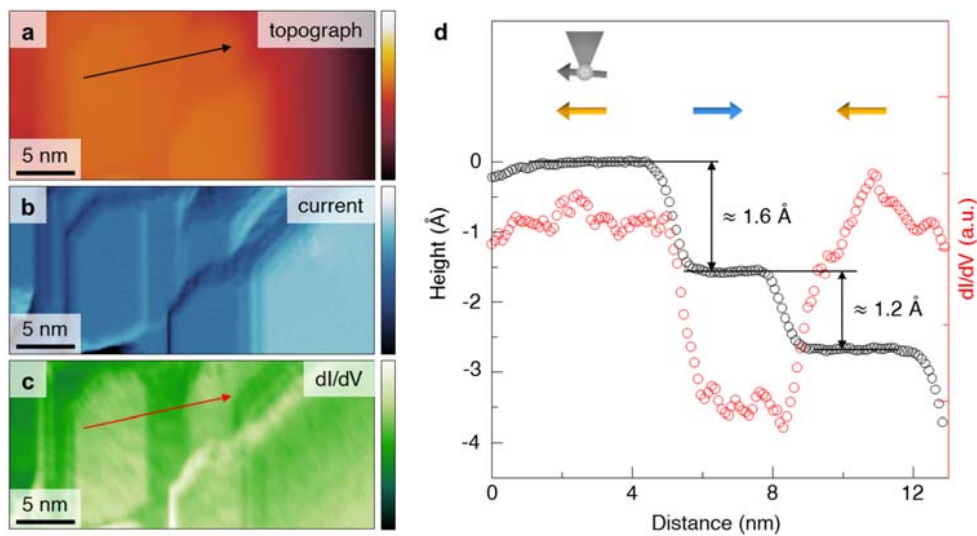 a
topograph
5 nm
b
current
5 nm
c
dI/dV
5 nm
d
≈ 1.6 Å
≈ 1.2 Å
0
-1
-2
-3
-4
Height (Å)
dI/dV (a.u.)
0
4
8
12
Distance (nm)